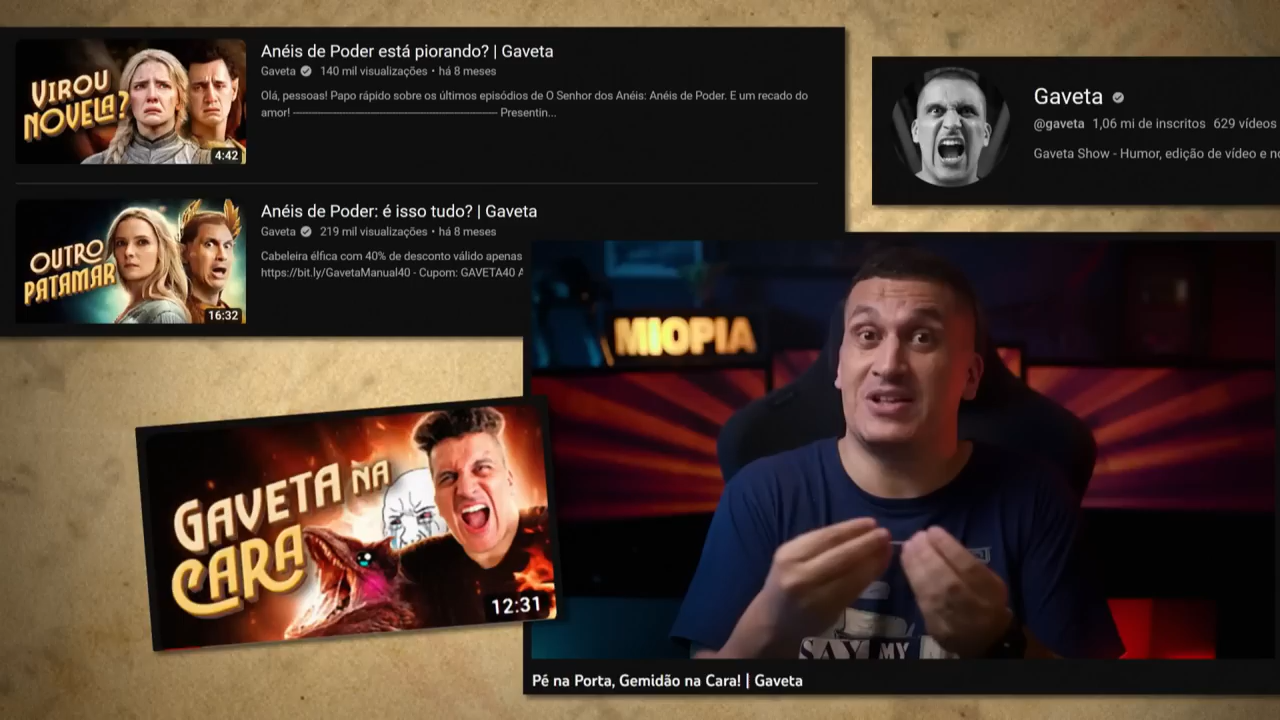 VIROU
NOVELA?
4:42
Anéis de Poder está piorando? | Gaveta
Gaveta 140 mil visualizações • há 8 meses
Olá, pessoas! Papo rápido sobre os últimos episódios de O Senhor dos Anéis: Anéis de Poder. E um recado do
amor! ---------------------------------------------------------------- Presentin...
OUTRO
PATAMAR
16:32
Anéis de Poder: é isso tudo? | Gaveta
Gaveta 219 mil visualizações • há 8 meses
Cabeleira élfica com 40% de desconto válido apenas
https://bit.ly/GavetaManual40 - Cupom: GAVETA40
Gaveta
@gaveta 1,06 mi de inscritos 629 vídeos
Gaveta Show - Humor, edição de vídeo e
MIOPIA
SAY MY
GAVETA NA
CARA
12:31
Pé na Porta, Gemidão na Cara! | Gaveta